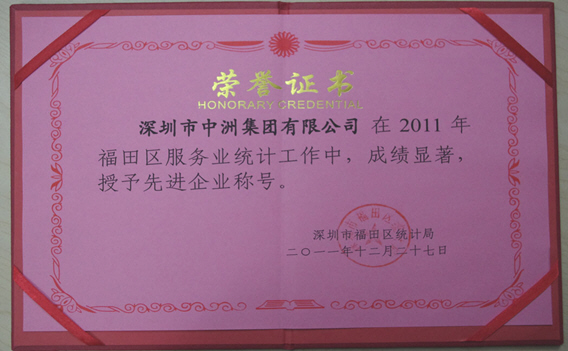 荣誉证书
HONORARY CREDENTIAL
深圳市中洲集团有限公司 在 2011 年
福田区服务业统计工作中，成绩显著，
授予先进企业称号。
深圳市福田区统计局
二〇一一年十二月二十七日